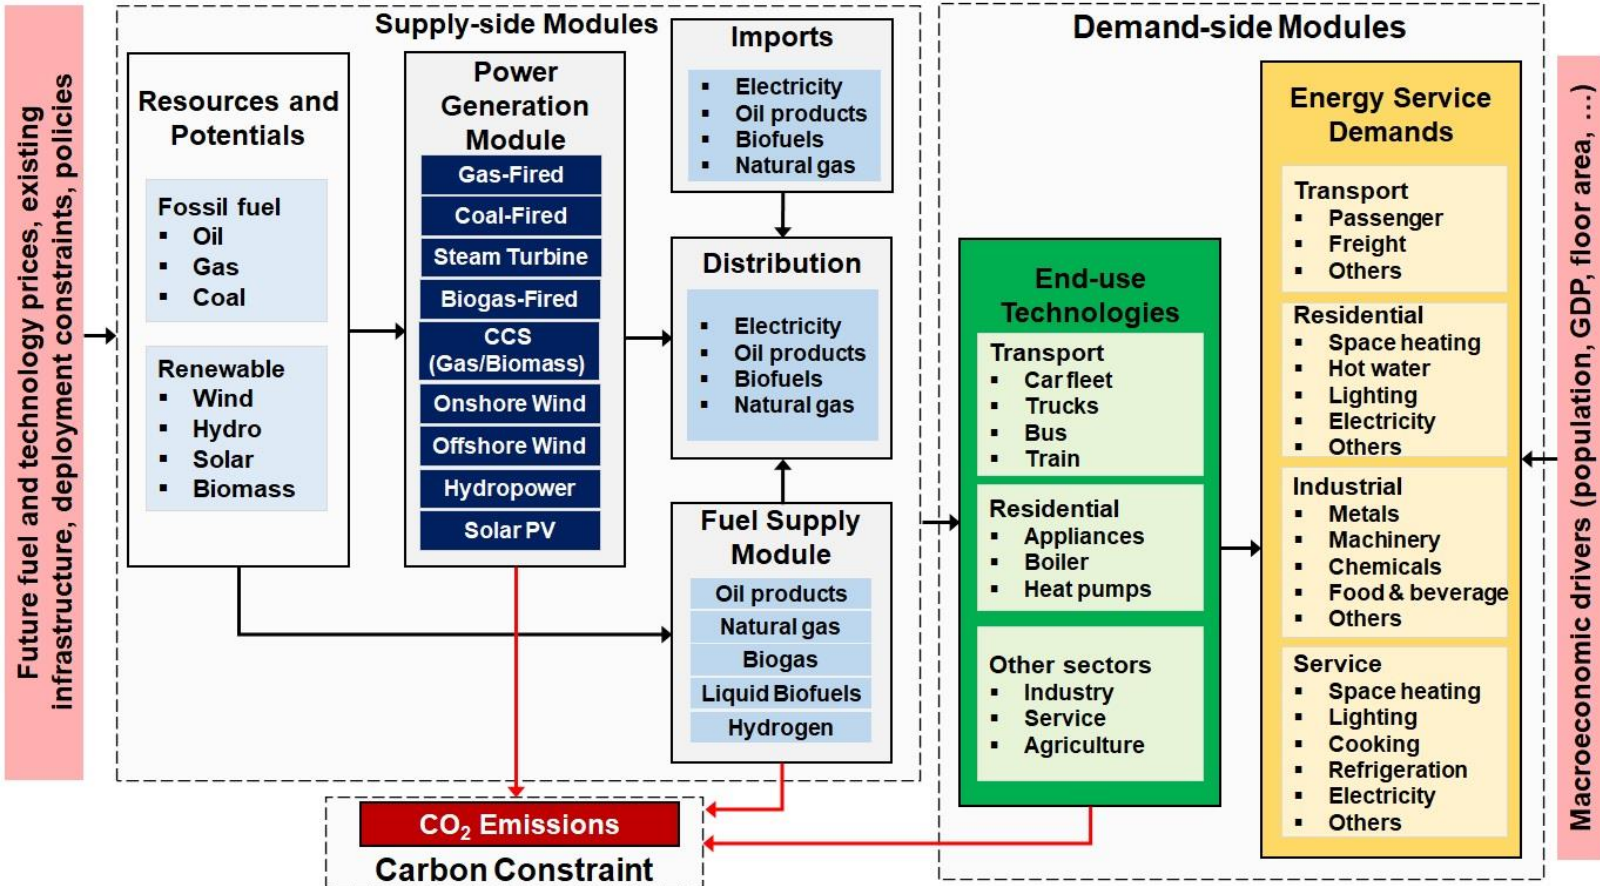 Future fuel and technology prices, existing
infrastructure, deployment constraints, policies
Supply-side Modules
Resources and
Potentials
Fossil fuel
▪ Oil
▪ Gas
▪ Coal
Renewable
▪ Wind
▪ Hydro
▪ Solar
▪ Biomass
Power
Generation
Module
Gas-Fired
Coal-Fired
Steam Turbine
Biogas-Fired
CCS
(Gas/Biomass)
Onshore Wind
Offshore Wind
Hydropower
Solar PV
Imports
▪ Electricity
▪ Oil products
▪ Biofuels
▪ Natural gas
Distribution
▪ Electricity
▪ Oil products
▪ Biofuels
▪ Natural gas
Fuel Supply
Module
Oil products
Natural gas
Biogas
Liquid Biofuels
Hydrogen
CO₂ Emissions
Carbon Constraint
Demand-side Modules
End-use
Technologies
Transport
▪ Car fleet
▪ Trucks
▪ Bus
▪ Train
Residential
▪ Appliances
▪ Boiler
▪ Heat pumps
Other sectors
▪ Industry
▪ Service
▪ Agriculture
Energy Service
Demands
Transport
▪ Passenger
▪ Freight
▪ Others
Residential
▪ Space heating
▪ Hot water
▪ Lighting
▪ Electricity
▪ Others
Industrial
▪ Metals
▪ Machinery
▪ Chemicals
▪ Food & beverage
▪ Others
Service
▪ Space heating
▪ Lighting
▪ Cooking
▪ Refrigeration
▪ Electricity
▪ Others
Macroeconomic drivers (population, GDP, floor area, …)